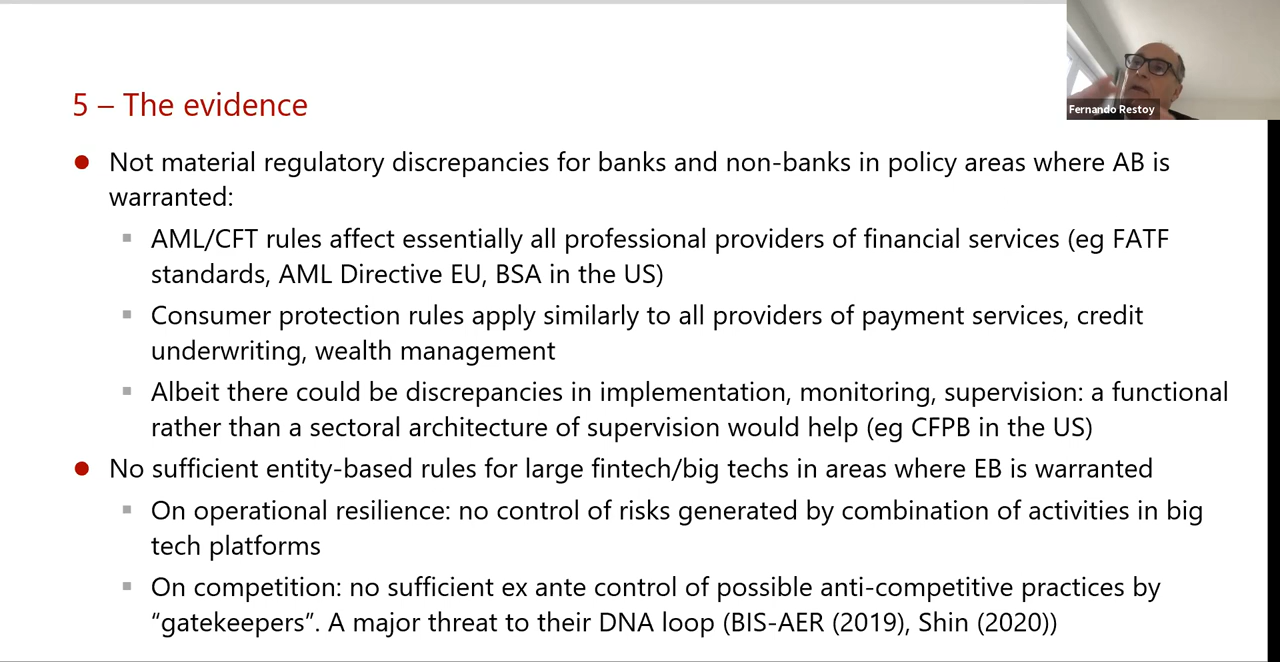 Fernando Restoy
5 – The evidence
● Not material regulatory discrepancies for banks and non-banks in policy areas where AB is
warranted:
▪ AML/CFT rules affect essentially all professional providers of financial services (eg FATF
standards, AML Directive EU, BSA in the US)
▪ Consumer protection rules apply similarly to all providers of payment services, credit
underwriting, wealth management
▪ Albeit there could be discrepancies in implementation, monitoring, supervision: a functional
rather than a sectoral architecture of supervision would help (eg CFPB in the US)
● No sufficient entity-based rules for large fintech/big techs in areas where EB is warranted
▪ On operational resilience: no control of risks generated by combination of activities in big
tech platforms
▪ On competition: no sufficient ex ante control of possible anti-competitive practices by
“gatekeepers”. A major threat to their DNA loop (BIS-AER (2019), Shin (2020))